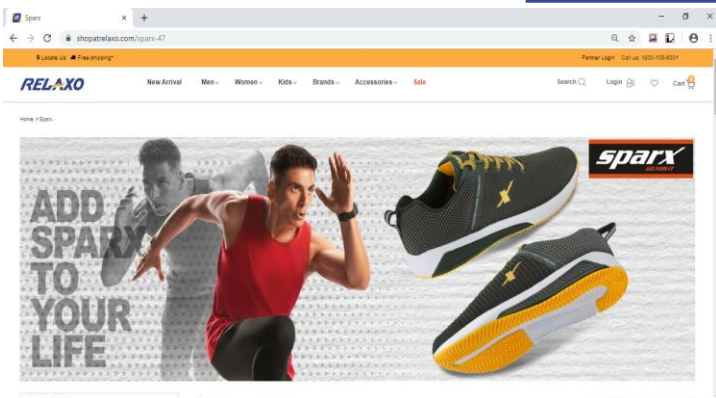 Sparx
shopatrelaxo.com/sparx-47
Locate Us Free shipping* Partner Login Call us: 1800-108-6001
RELAXO New Arrival Men Women Kids Brands Accessories Sale Search Login Cart
Home >Sparx
sparx
GO FOR IT
ADD
SPARX
TO
YOUR
LIFE